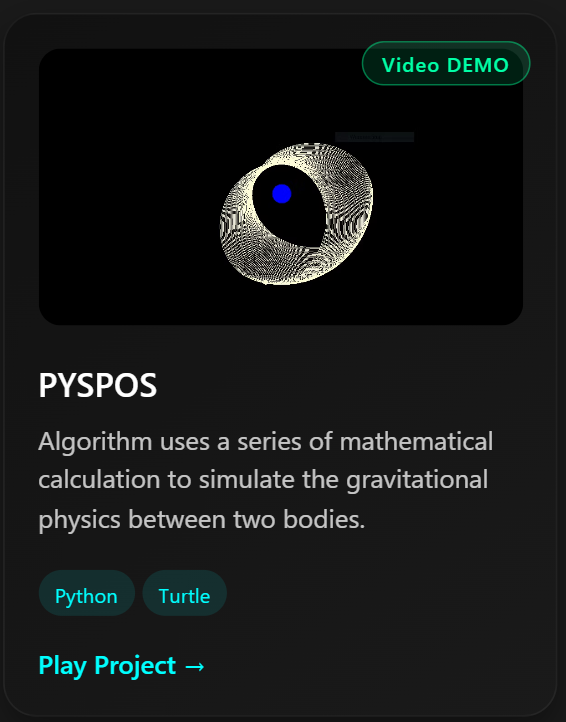 Video DEMO
PYSPOS
Algorithm uses a series of mathematical
calculation to simulate the gravitational
physics between two bodies.
Python
Turtle
Play Project →